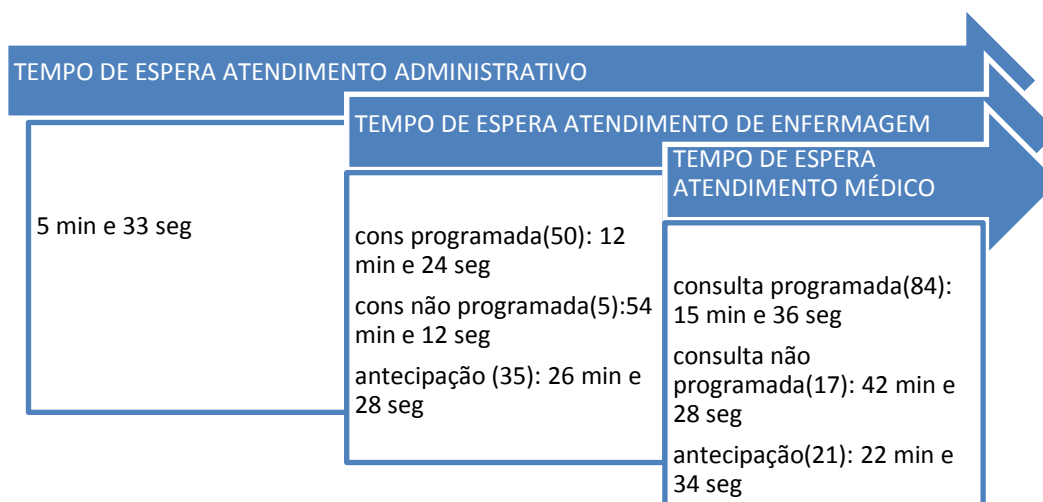 TEMPO DE ESPERA ATENDIMENTO ADMINISTRATIVO
5 min e 33 seg
TEMPO DE ESPERA ATENDIMENTO DE ENFERMAGEM
cons programada(50): 12
min e 24 seg
cons não programada(5):54
min e 12 seg
antecipação (35): 26 min e
28 seg
TEMPO DE ESPERA
ATENDIMENTO MÉDICO
consulta programada(84):
15 min e 36 seg
consulta não
programada(17): 42 min e
28 seg
antecipação(21): 22 min e
34 seg